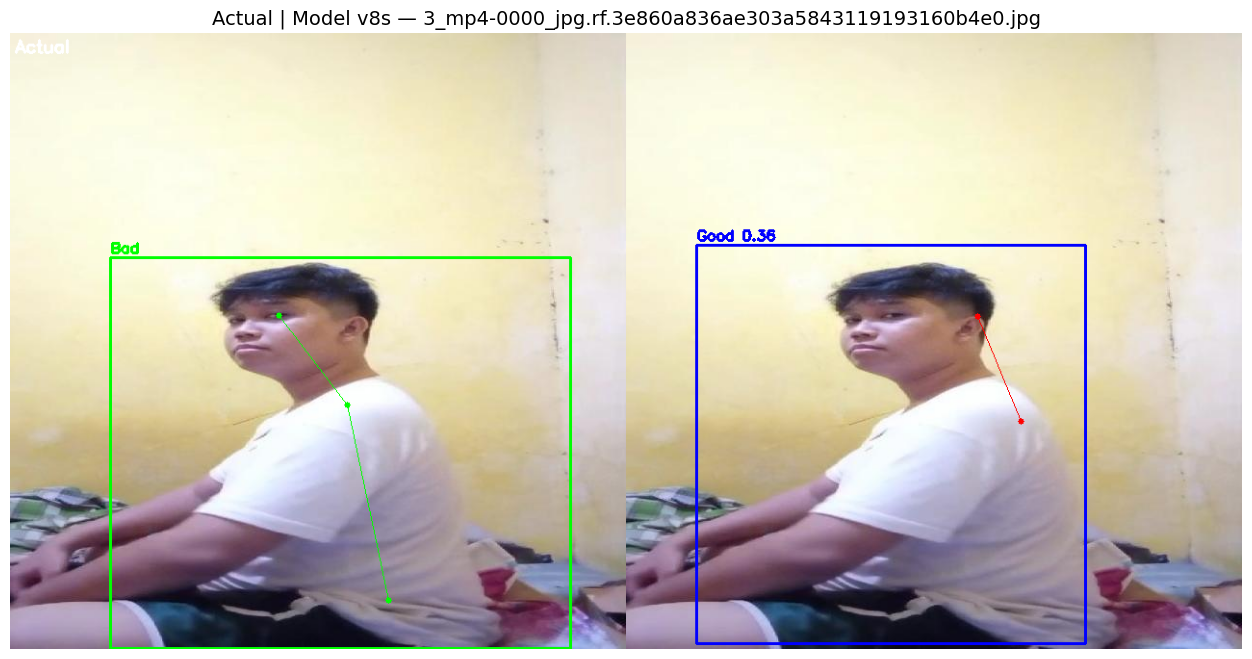 Actual | Model v8s — 3_mp4-0000_jpg.rf.3e860a836ae303a5843119193160b4e0.jpg
Actual
Bad
Good 0.36